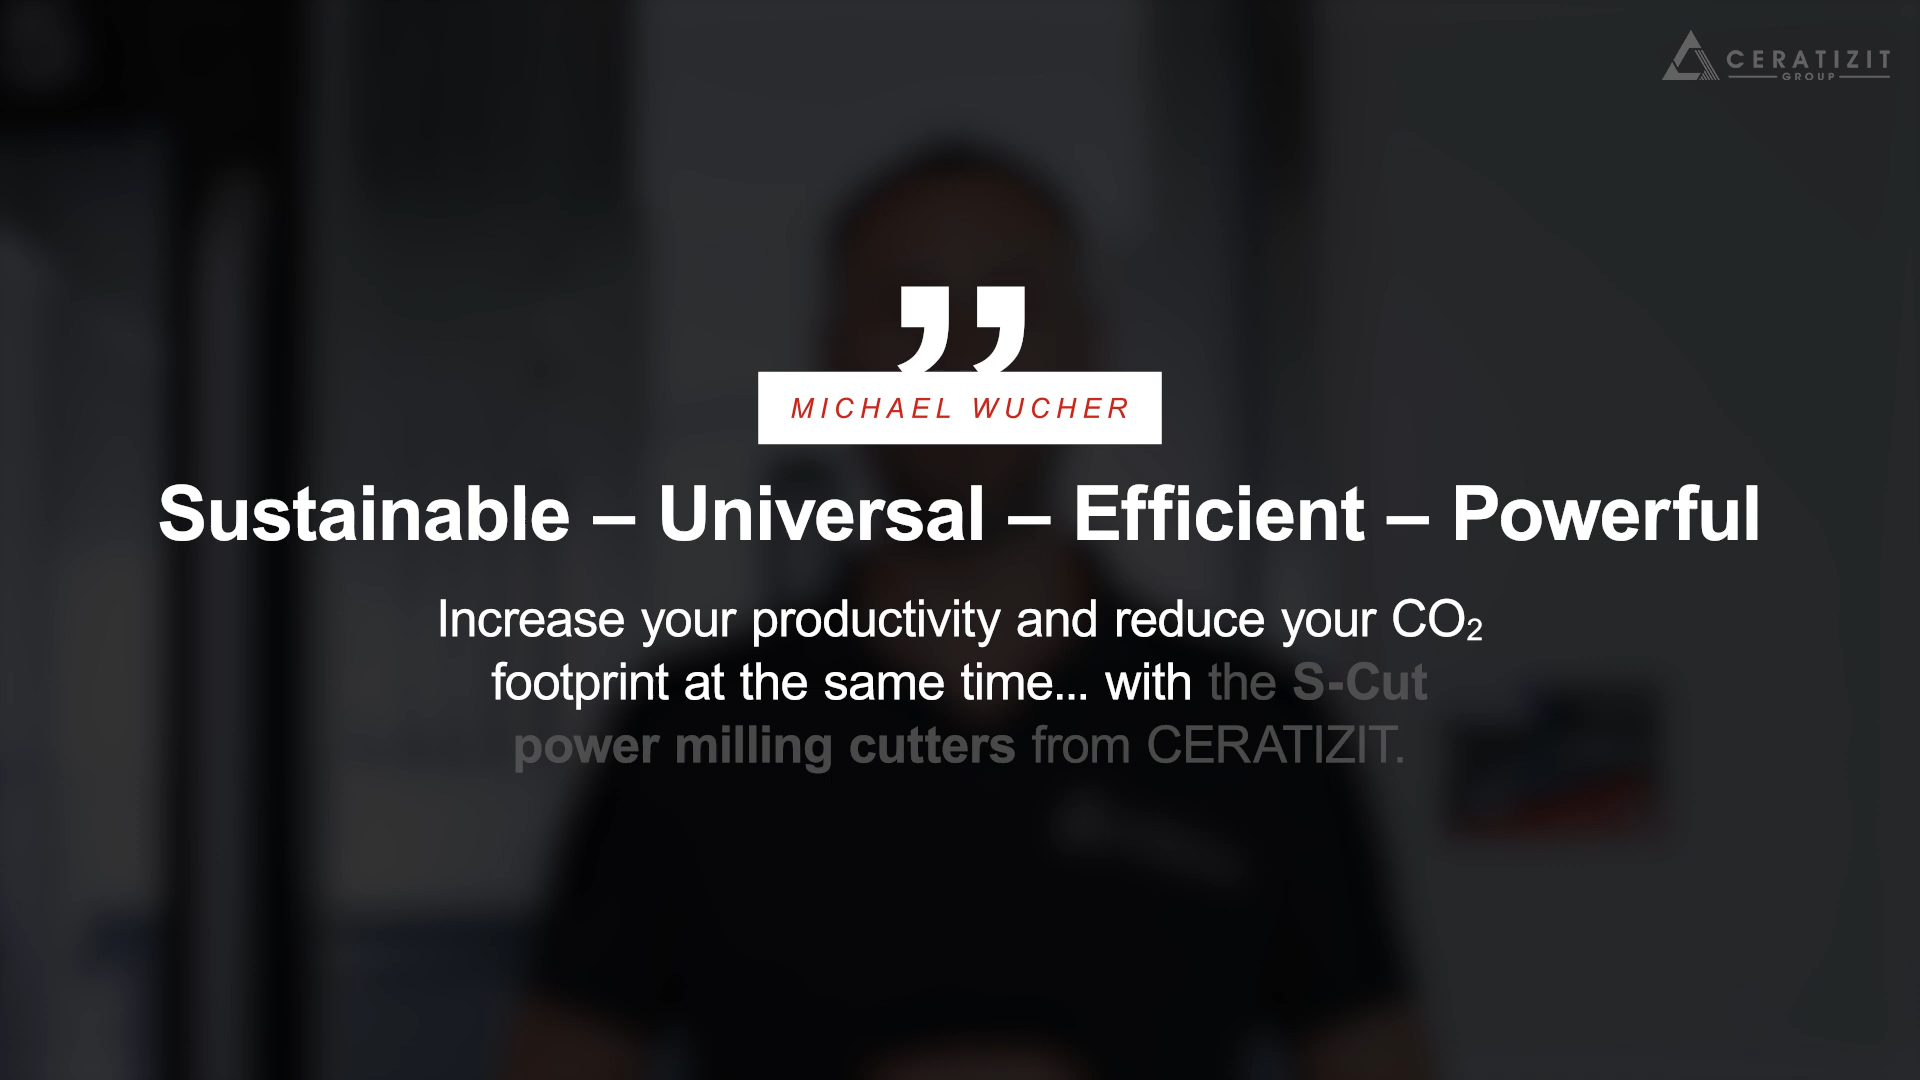 CERATIZIT
GROUP
”
MICHAEL WUCHER
Sustainable – Universal – Efficient – Powerful
Increase your productivity and reduce your CO₂
footprint at the same time... with the S-Cut
power milling cutters from CERATIZIT.